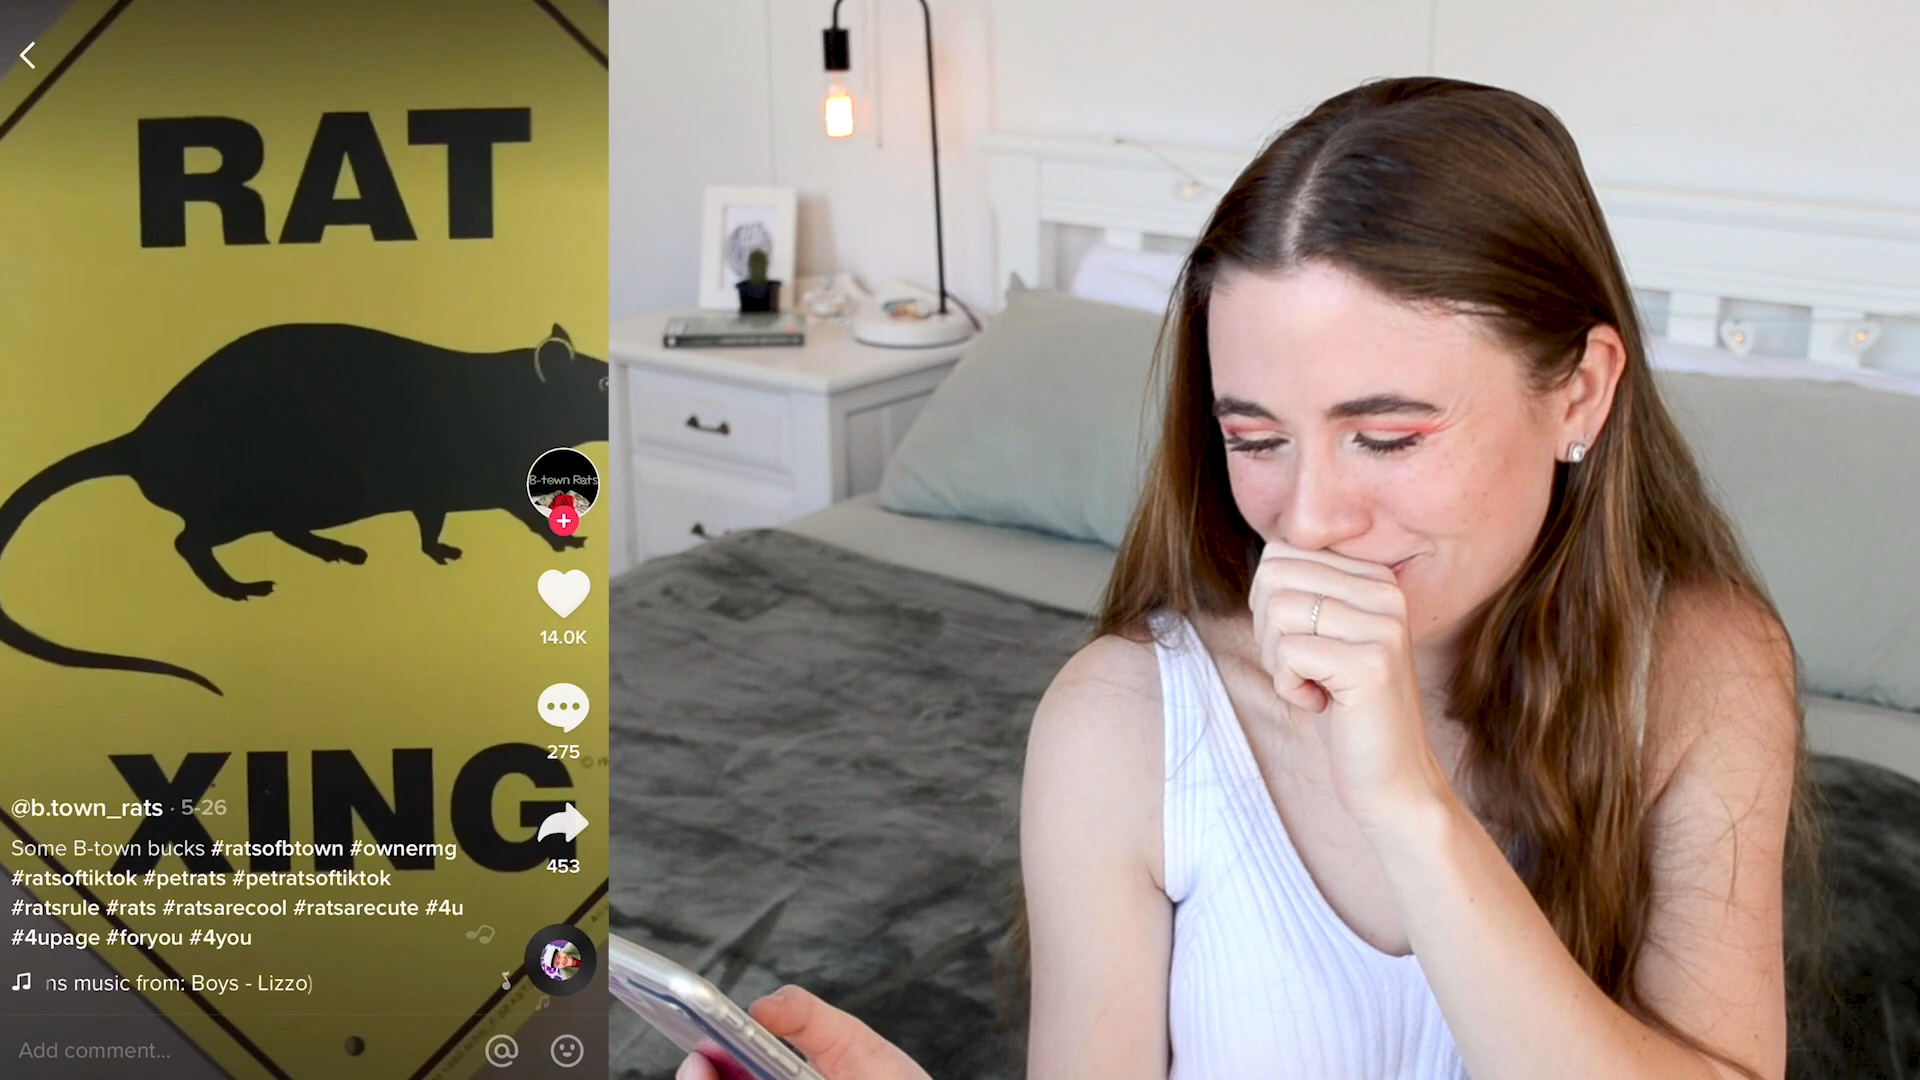 RAT
B-town Rats
14.0K
275
XING
@b.town_rats · 5-26
Some B-town bucks #ratsofbtown #ownermg
#ratsoftiktok #petrats #petratsoftiktok
#ratsrule #rats #ratsarecool #ratsarecute #4u
#4upage #foryou #4you
453
ns music from: Boys - Lizzo)
Add comment...